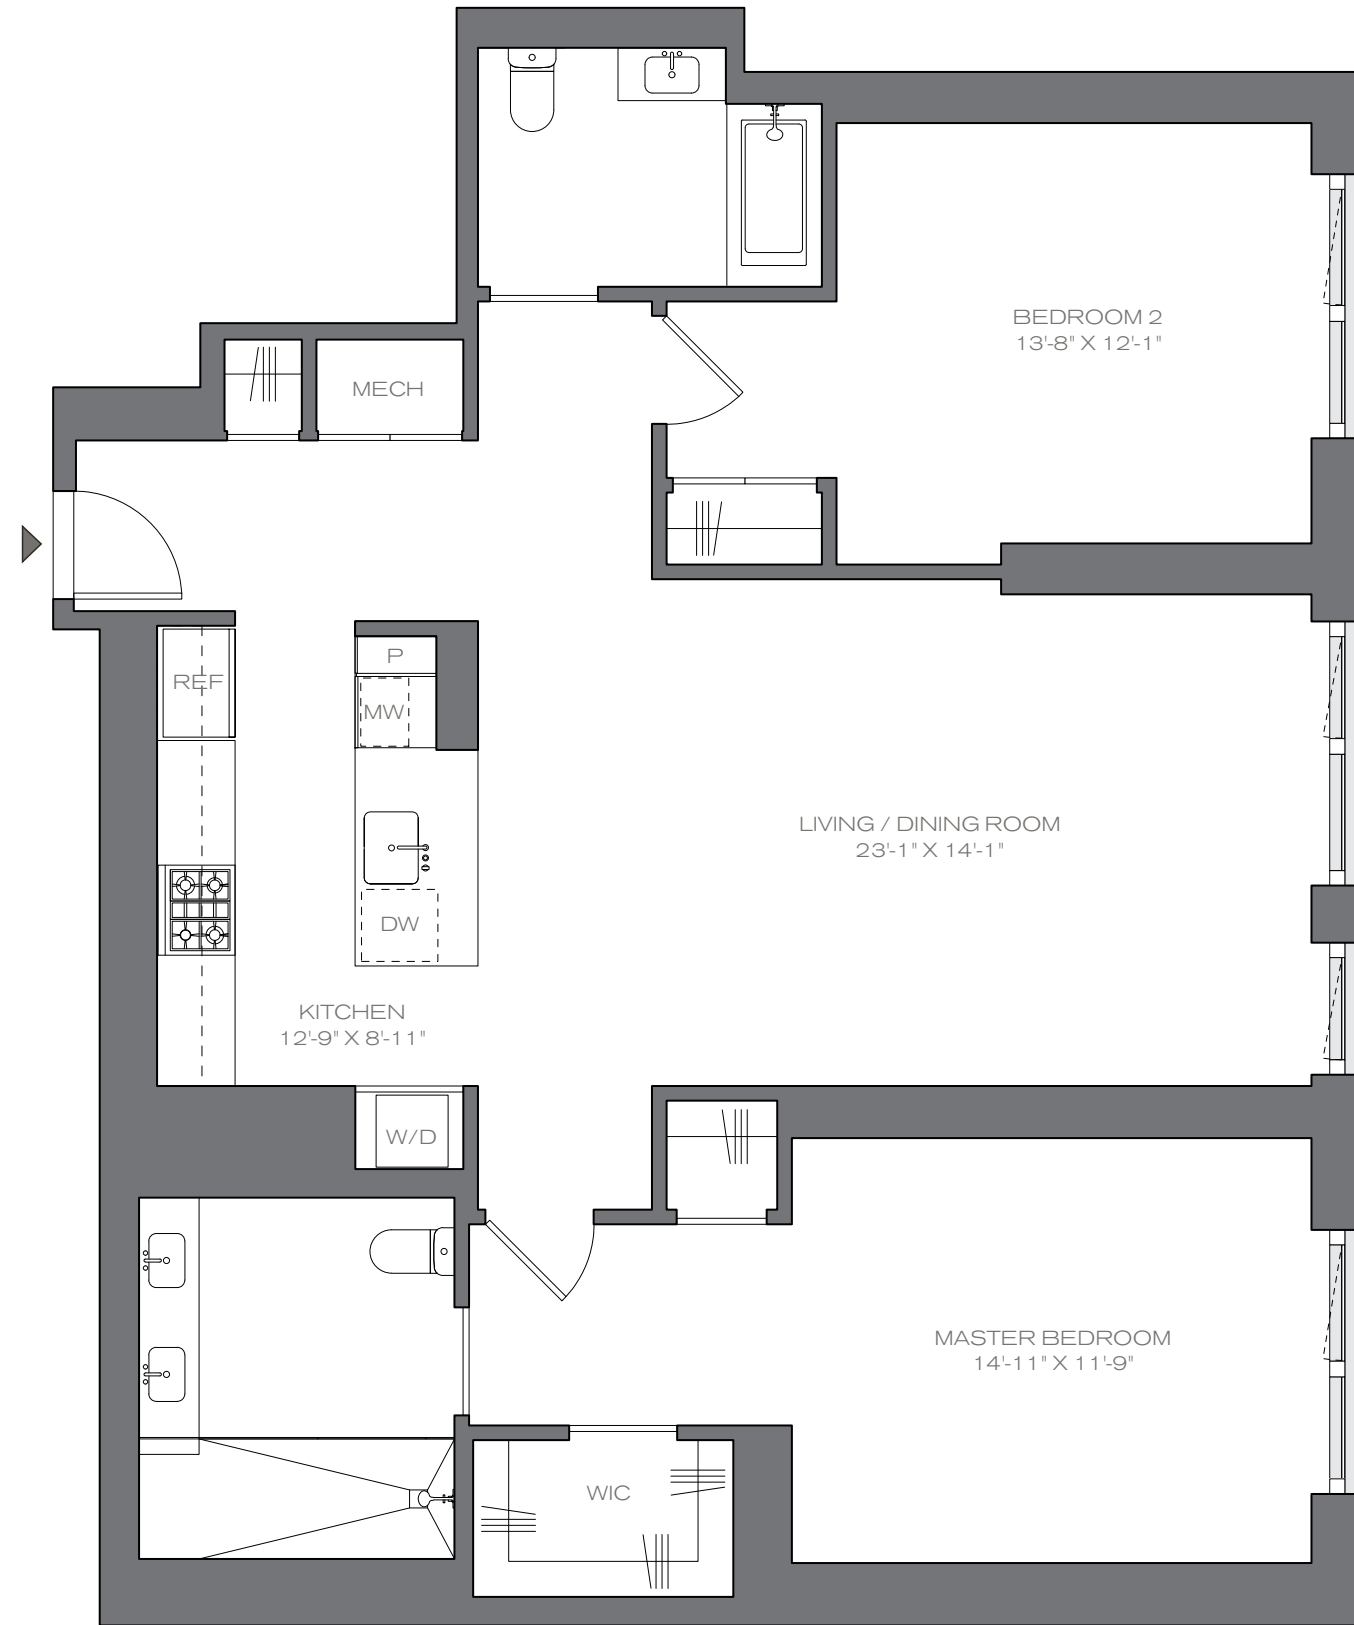 BEDROOM 2
13'-8" X 12'-1"
MECH
REF
P
MW
LIVING / DINING ROOM
23'-1" X 14'-1"
DW
KITCHEN
12'-9" X 8'-11"
W/D
MASTER BEDROOM
14'-11" X 11'-9"
WIC